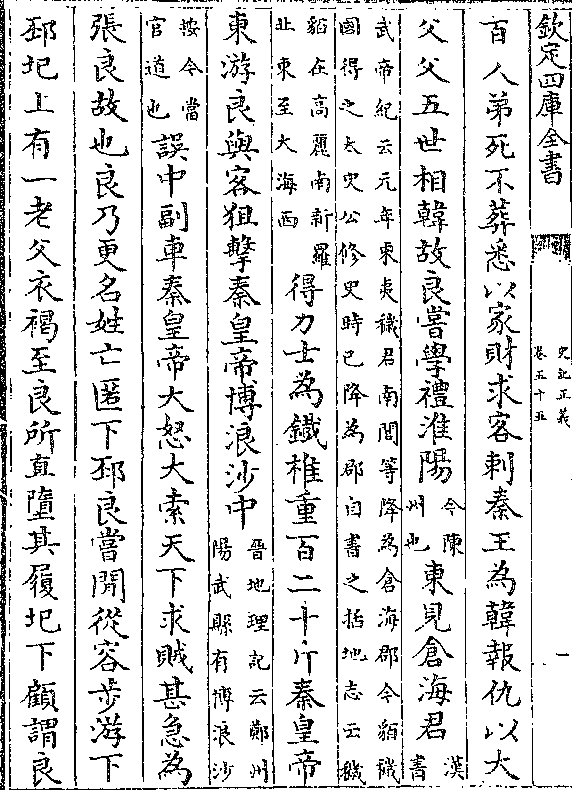 欽定四庫全書
史記正義
卷五十五
一
百人弟死不葬悉以家財求客刺秦王為韓報仇以大
父父五世相韓故良嘗學禮淮陽
今陳
州也
東見倉海君
漢
書
武帝紀云元年東夷穢君南閭等降為倉海郡今貊穢
國得之太史公修史時已降為郡自書之括地志云穢
貊在高麗南新羅
北東至大海西
得力士為鐵椎重百二十斤秦皇帝
東游良與客狙擊秦皇帝博浪沙中
晉地理記云鄭州
陽武縣有博浪沙
按今當
官道也
誤中副車秦皇帝大怒大索天下求賊甚急為
張良故也良乃更名姓亡匿下邳良嘗閒從容步游下
邳圯上有一老父衣褐至良所直墮其履圯下顧謂良